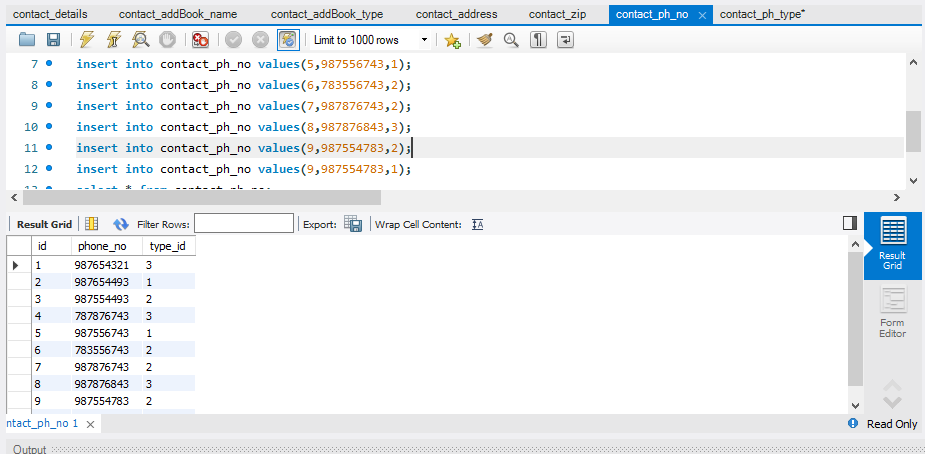 contact_details contact_addBook_name contact_addBook_type contact_address contact_zip contact_ph_no contact_ph_type*
Limit to 1000 rows
7 insert into contact_ph_no values(5,987556743,1);
8 insert into contact_ph_no values(6,783556743,2);
9 insert into contact_ph_no values(7,987876743,2);
10 insert into contact_ph_no values(8,987876843,3);
11 insert into contact_ph_no values(9,987554783,2);
12 insert into contact_ph_no values(9,987554783,1);
13 select * from contact_ph_no;
Result Grid Filter Rows: Export: Wrap Cell Content:
id phone_no type_id
1 987654321 3
2 987654493 1
3 987554493 2
4 787876743 3
5 987556743 1
6 783556743 2
7 987876743 2
8 987876843 3
9 987554783 2
Result
Grid
Form
Editor
ntact_ph_no 1
Read Only
Output